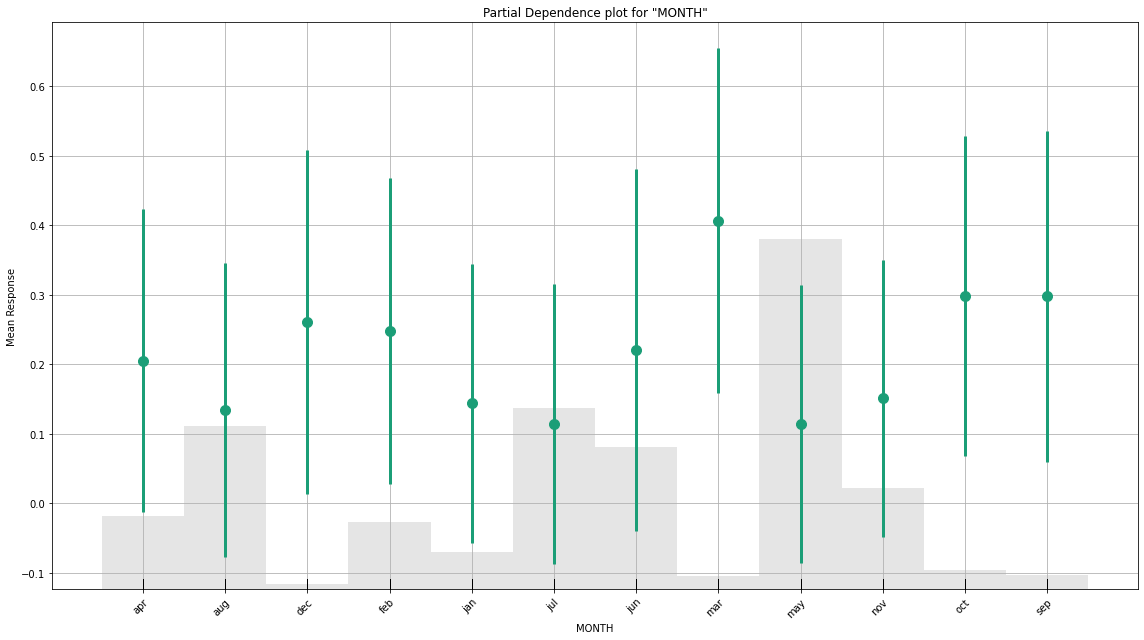 Partial Dependence plot for "MONTH"
Mean Response
0.6
0.5
0.4
0.3
0.2
0.1
0.0
−0.1
apr
aug
dec
feb
jan
jul
jun
mar
may
nov
oct
sep
MONTH